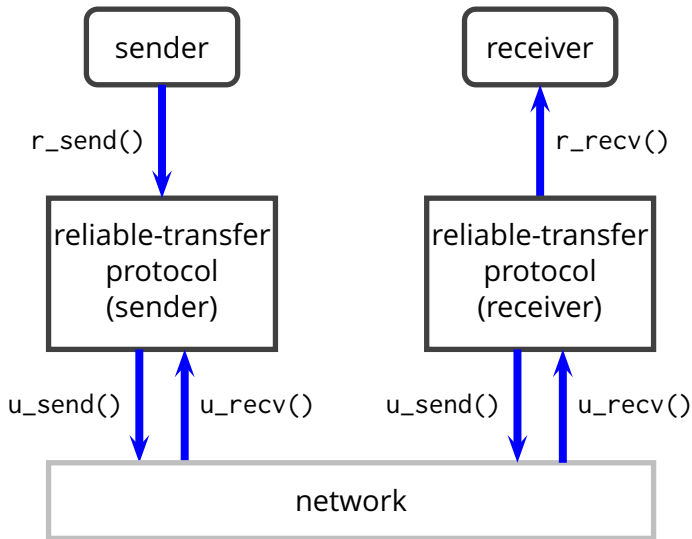 sender
receiver
r_send()
r_recv()
reliable-transfer
protocol
(sender)
reliable-transfer
protocol
(receiver)
u_send()
u_recv()
u_send()
u_recv()
network